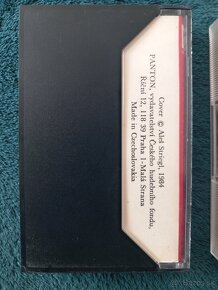 Cover © Aleš Striegl, 1984
PANTON, vydavatelství Českého hudebního fondu,
Říční 12, 118 39 Praha 1-Malá Strana
Made in Czechoslovakia